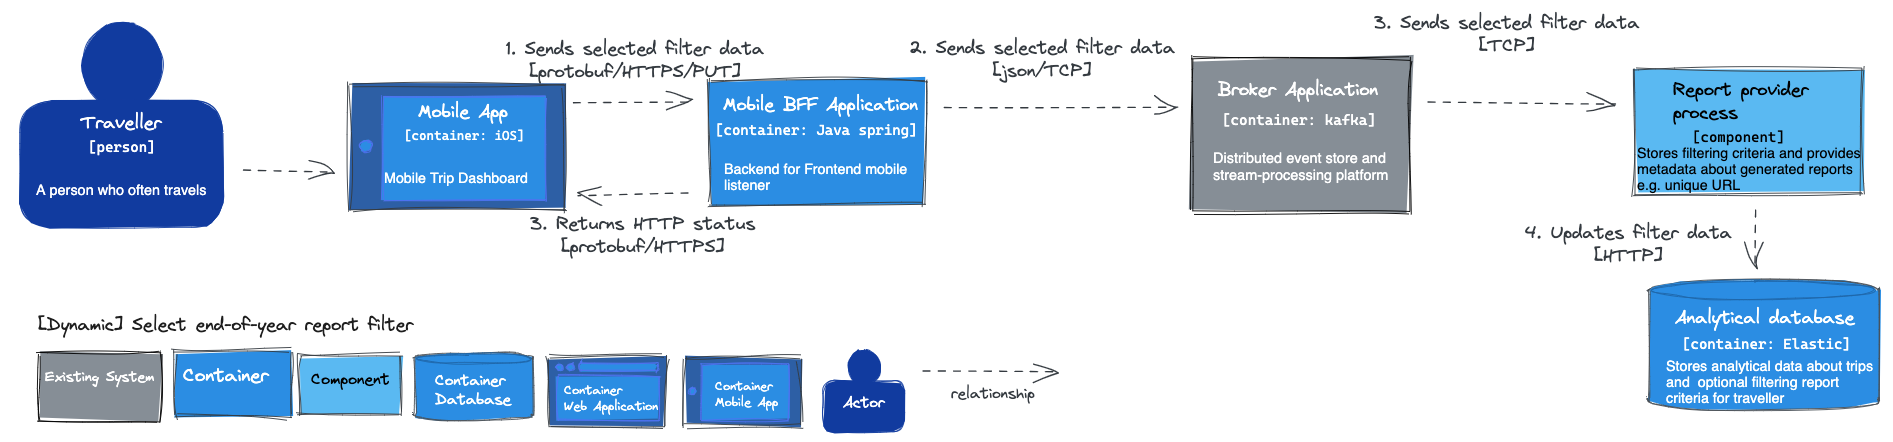 Traveller
[person]
A person who often travels
1. Sends selected filter data
[protobuf/HTTPS/PUT]
Mobile App
[container: iOS]
Mobile Trip Dashboard
3. Returns HTTP status
[protobuf/HTTPS]
Mobile BFF Application
[container: Java spring]
Backend for Frontend mobile
listener
2. Sends selected filter data
[json/TCP]
Broker Application
[container: kafka]
Distributed event store and
stream-processing platform
3. Sends selected filter data
[TCP]
Report provider
process
[component]
Stores filtering criteria and provides
metadata about generated reports
e.g. unique URL
4. Updates filter data
[HTTP]
Analytical database
[container: Elastic]
Stores analytical data about trips
and optional filtering report
criteria for traveller
[Dynamic] Select end-of-year report filter
Existing System
Container
Component
Container
Database
Container
Web Application
Container
Mobile App
Actor
relationship